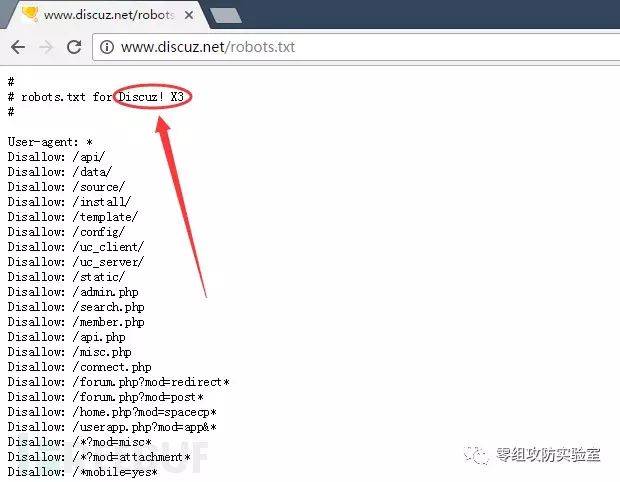 www.discuz.net/robots
www.discuz.net/robots.txt
#
# robots.txt for Discuz! X3
#
User-agent: *
Disallow: /api/
Disallow: /data/
Disallow: /source/
Disallow: /install/
Disallow: /template/
Disallow: /config/
Disallow: /uc_client/
Disallow: /uc_server/
Disallow: /static/
Disallow: /admin.php
Disallow: /search.php
Disallow: /member.php
Disallow: /api.php
Disallow: /misc.php
Disallow: /connect.php
Disallow: /forum.php?mod=redirect*
Disallow: /forum.php?mod=post*
Disallow: /home.php?mod=spacecp*
Disallow: /userapp.php?mod=app&*
Disallow: /*?mod=misc*
Disallow: /*?mod=attachment*
Disallow: /*mobile=yes*
零组攻防实验室